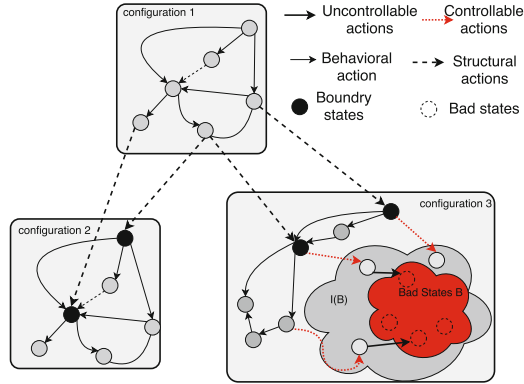 configuration 1
Uncontrollable
actions
Controllable
actions
Behavioral
action
Structural
actions
Boundry
states
Bad states
configuration 2
configuration 3
I(B)
Bad States B